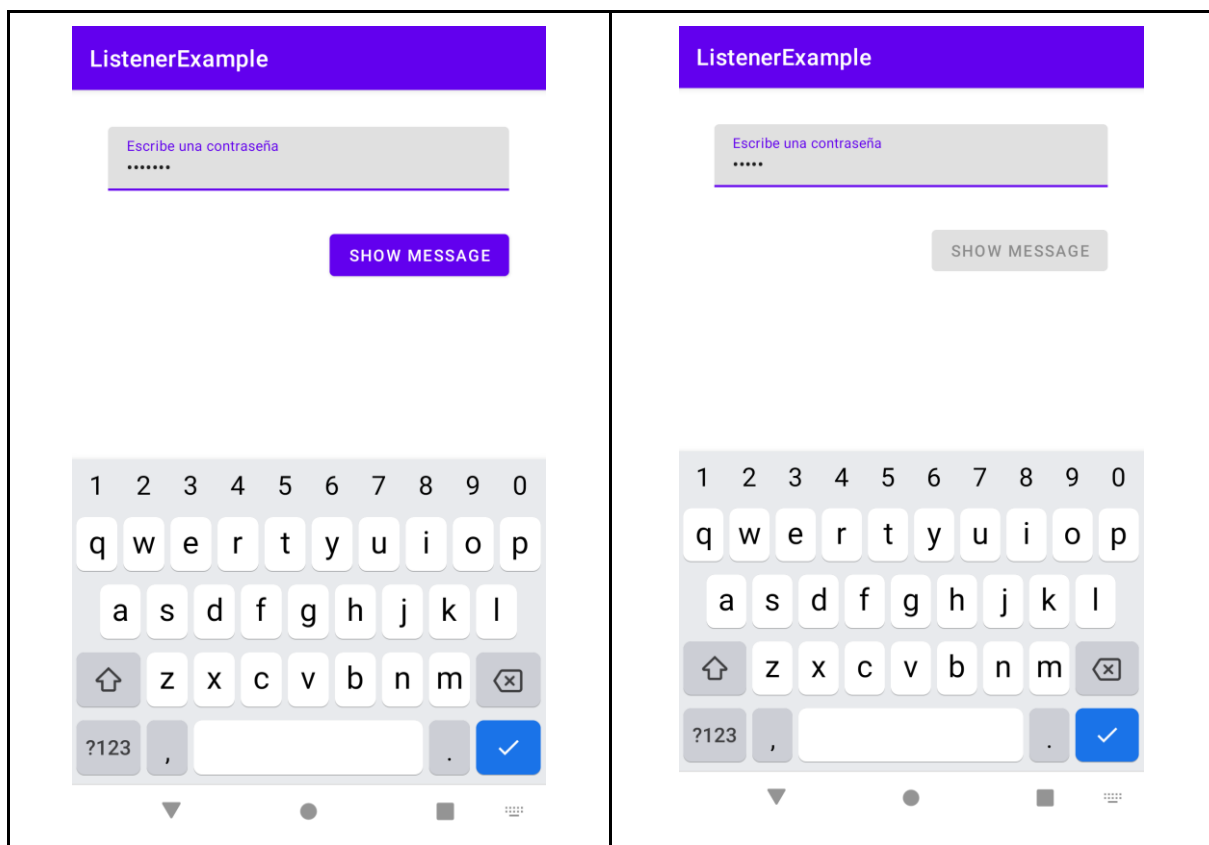 ListenerExample
Escribe una contraseña
•••••••
SHOW MESSAGE
1 2 3 4 5 6 7 8 9 0
q w e r t y u i o p
a s d f g h j k l
z x c v b n m
?123 , .
ListenerExample
Escribe una contraseña
•••••
SHOW MESSAGE
1 2 3 4 5 6 7 8 9 0
q w e r t y u i o p
a s d f g h j k l
z x c v b n m
?123 , .